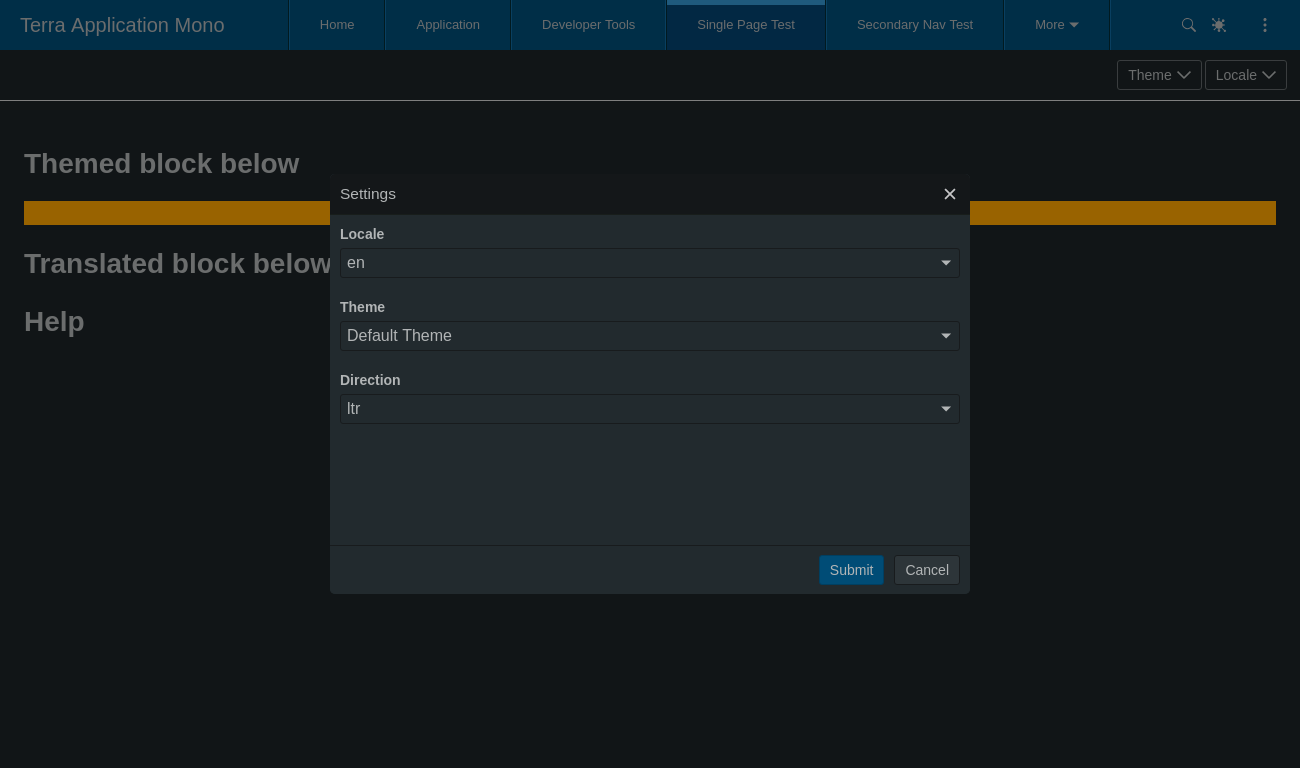 Terra Application Mono
Home
Application
Developer Tools
Single Page Test
Secondary Nav Test
More
Theme
Locale
Themed block below
Translated block below
Help
Settings
Locale
en
Theme
Default Theme
Direction
ltr
Submit
Cancel